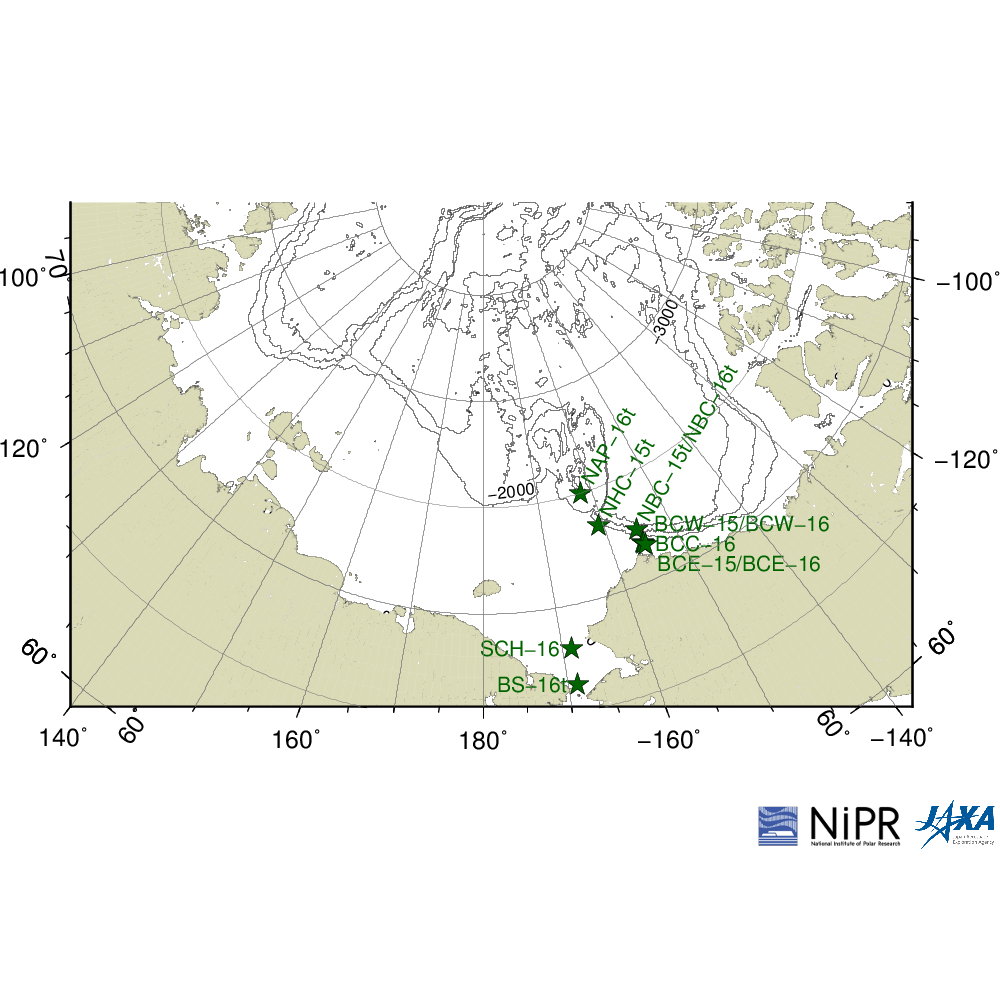 70°
100°
−100°
−3000
NAP−16t
NHC−15t
NBC−15t/NBC−16t
120°
−120°
−2000
BCW−15/BCW−16
BCC−16
BCE−15/BCE−16
SCH−16
BS−16t
60°
60°
140°
60°
160°
180°
−160°
60°
−140°
NiPR
National Institute of Polar Research
JAXA
Japan Aerospace Exploration Agency